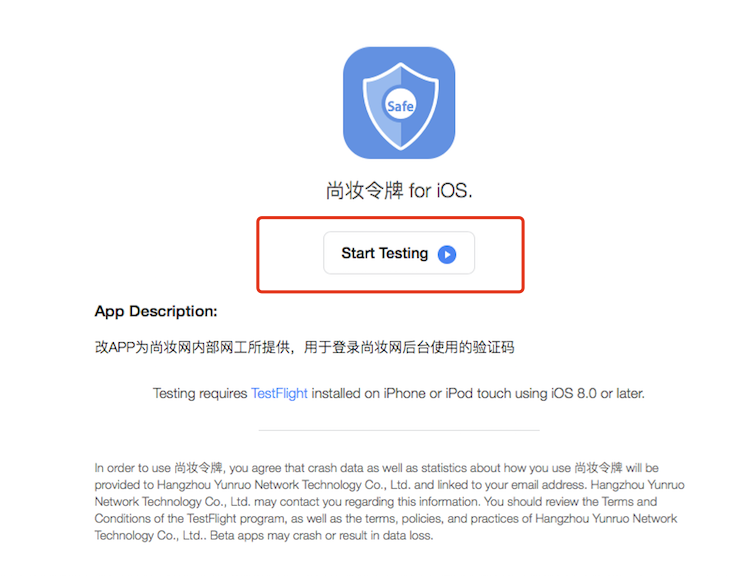 Safe
尚妆令牌 for iOS.
Start Testing
App Description:
改APP为尚妆网内部网工所提供，用于登录尚妆网后台使用的验证码
Testing requires TestFlight installed on iPhone or iPod touch using iOS 8.0 or later.
In order to use 尚妆令牌, you agree that crash data as well as statistics about how you use 尚妆令牌 will be
provided to Hangzhou Yunruo Network Technology Co., Ltd. and linked to your email address. Hangzhou Yunruo
Network Technology Co., Ltd. may contact you regarding this information. You should review the Terms and
Conditions of the TestFlight program, as well as the terms, policies, and practices of Hangzhou Yunruo Network
Technology Co., Ltd.. Beta apps may crash or result in data loss.